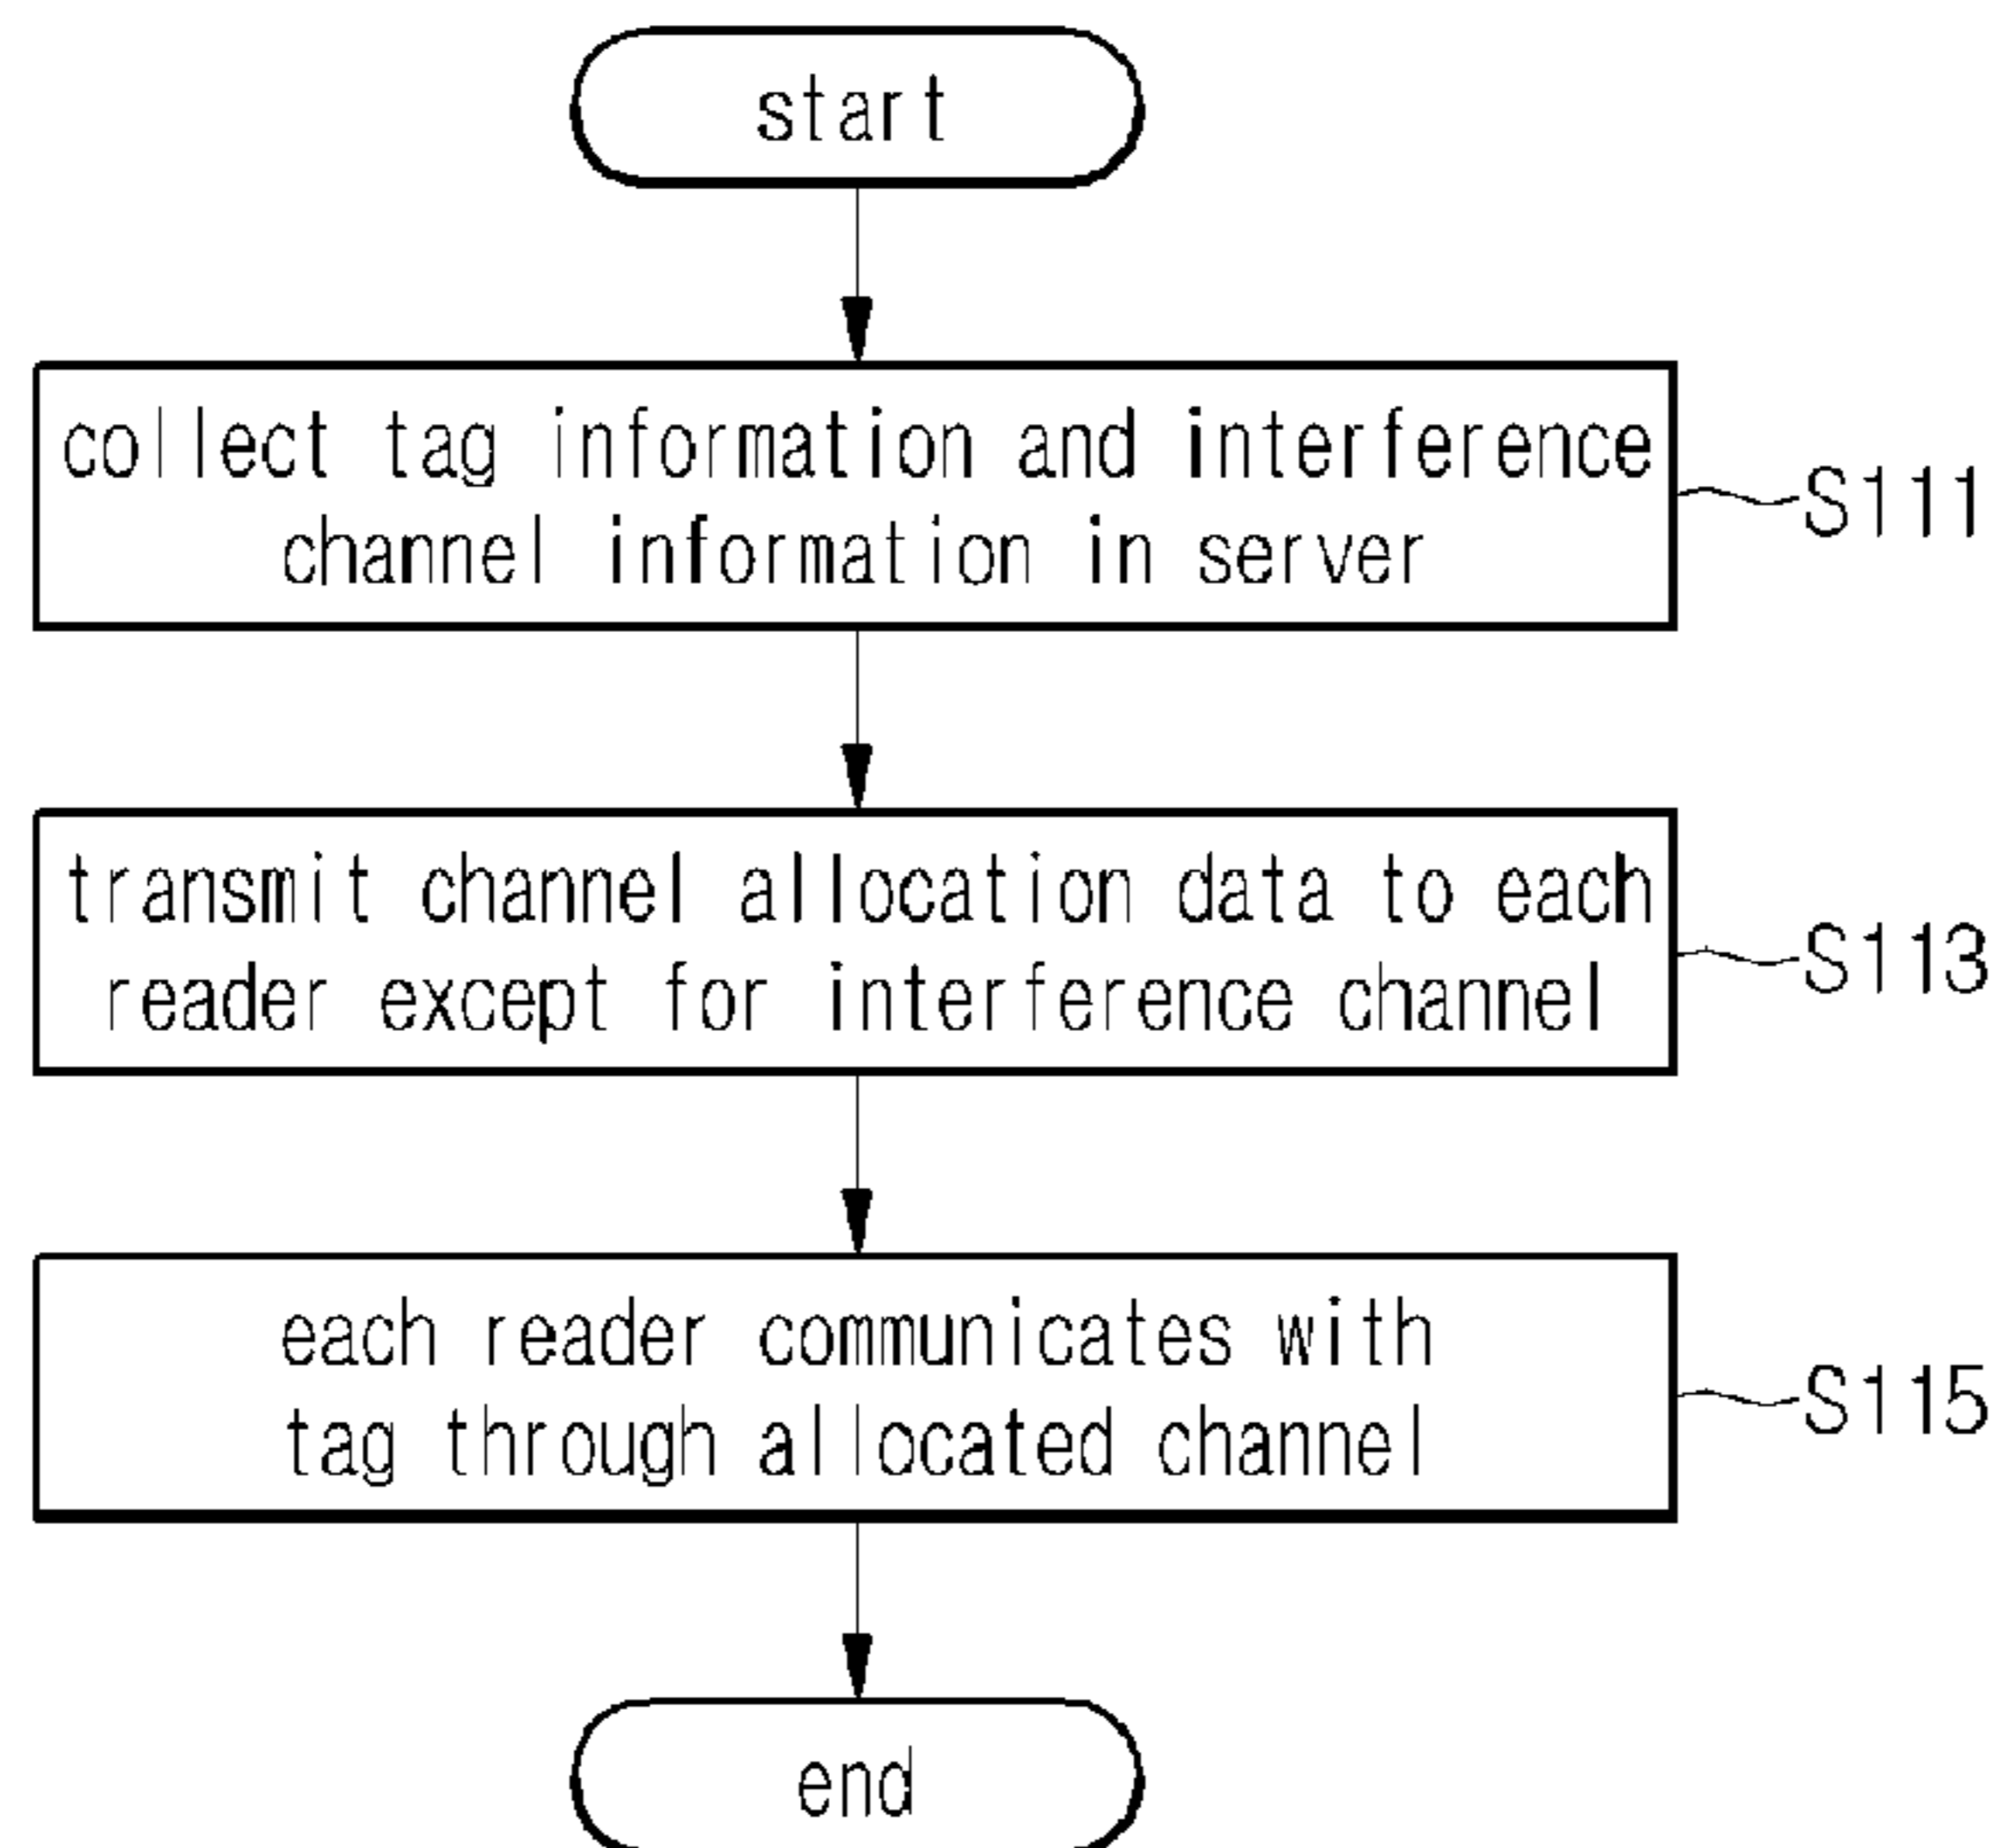 start
collect tag information and interference
channel information in server
S111
transmit channel allocation data to each
reader except for interference channel
S113
each reader communicates with
tag through allocated channel
S115
end